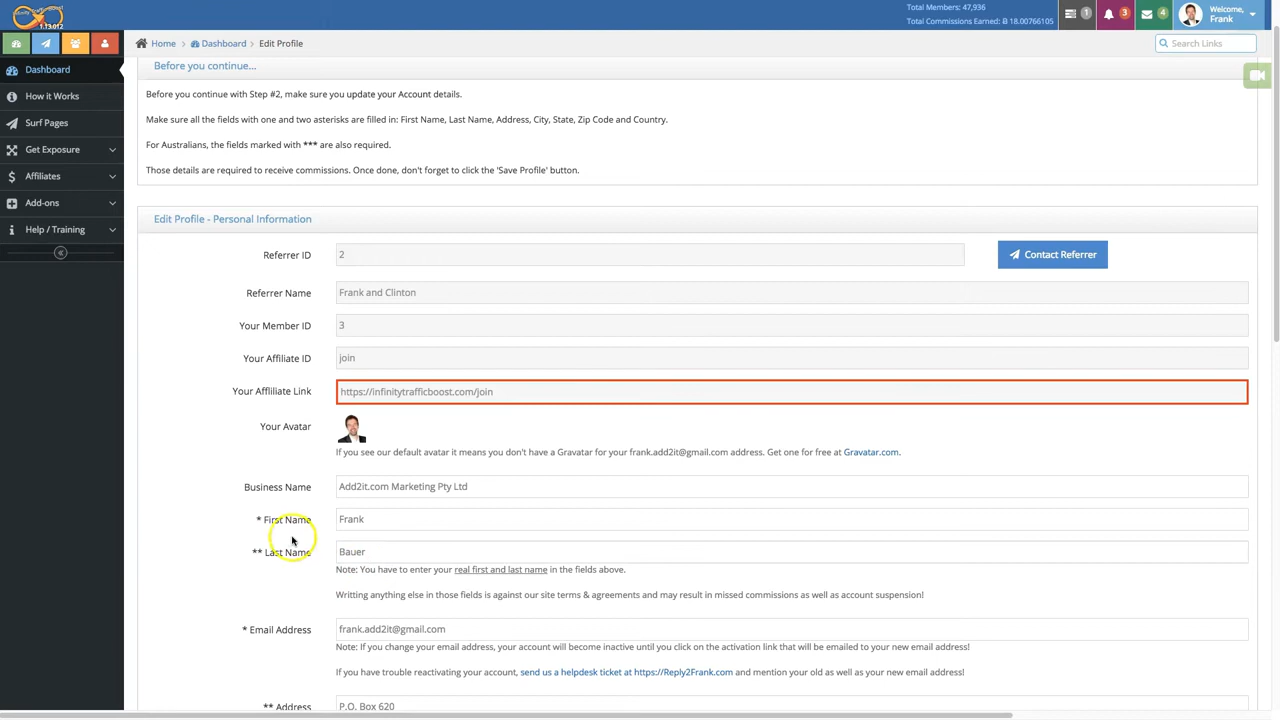 1.13.012
Total Members: 47,936
Total Commissions Earned: Ƀ 18.00766105
1
3
4
Welcome,
Frank
Home
Dashboard
Edit Profile
Search Links
Dashboard
How it Works
Surf Pages
Get Exposure
Affiliates
Add-ons
Help / Training
Before you continue...
Before you continue with Step #2, make sure you update your Account details.
Make sure all the fields with one and two asterisks are filled in: First Name, Last Name, Address, City, State, Zip Code and Country.
For Australians, the fields marked with *** are also required.
Those details are required to receive commissions. Once done, don't forget to click the 'Save Profile' button.
Edit Profile - Personal Information
Referrer ID
2
Contact Referrer
Referrer Name
Frank and Clinton
Your Member ID
3
Your Affiliate ID
join
Your Affliliate Link
https://infinitytrafficboost.com/join
Your Avatar
If you see our default avatar it means you don't have a Gravatar for your frank.add2it@gmail.com address. Get one for free at Gravatar.com.
Business Name
Add2it.com Marketing Pty Ltd
* First Name
Frank
** Last Name
Bauer
Note: You have to enter your real first and last name in the fields above.
Writting anything else in those fields is against our site terms & agreements and may result in missed commissions as well as account suspension!
* Email Address
frank.add2it@gmail.com
Note: If you change your email address, your account will become inactive until you click on the activation link that will be emailed to your new email address!
If you have trouble reactivating your account, send us a helpdesk ticket at https://Reply2Frank.com and mention your old as well as your new email address!
** Address
P.O. Box 620